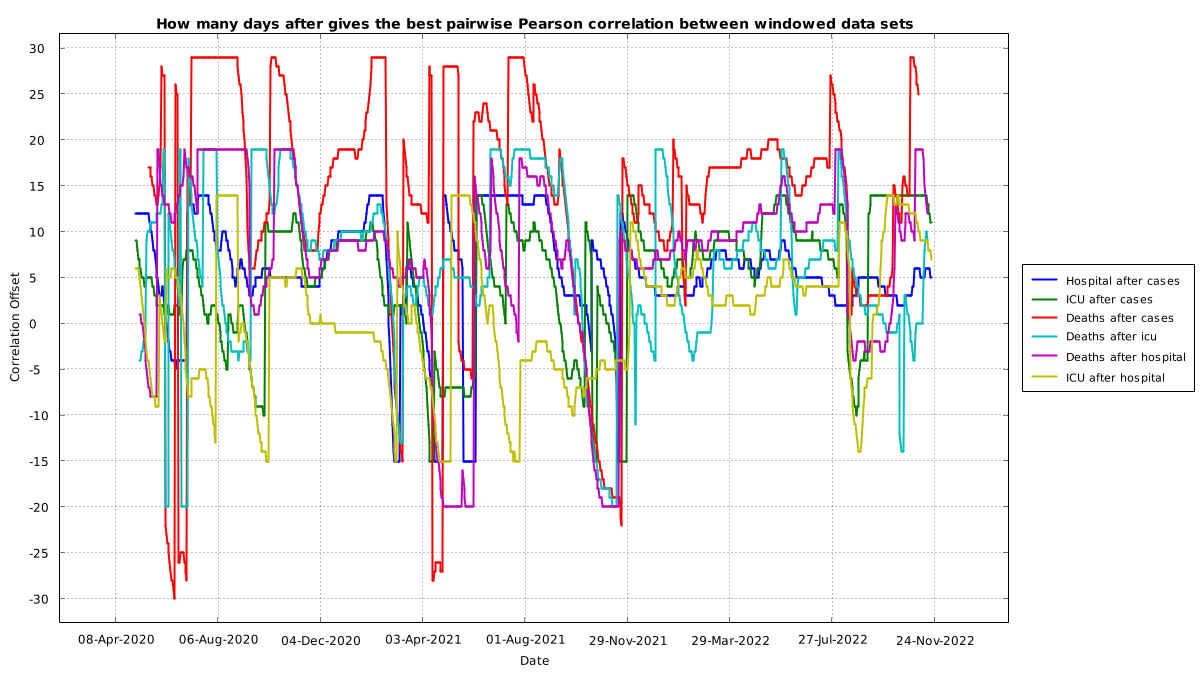 How many days after gives the best pairwise Pearson correlation between windowed data sets
30
25
20
15
10
5
0
-5
-10
-15
-20
-25
-30
Correlation Offset
08-Apr-2020 06-Aug-2020 04-Dec-2020 03-Apr-2021 01-Aug-2021 29-Nov-2021 29-Mar-2022 27-Jul-2022 24-Nov-2022
Date
Hospital after cases
ICU after cases
Deaths after cases
Deaths after icu
Deaths after hospital
ICU after hospital